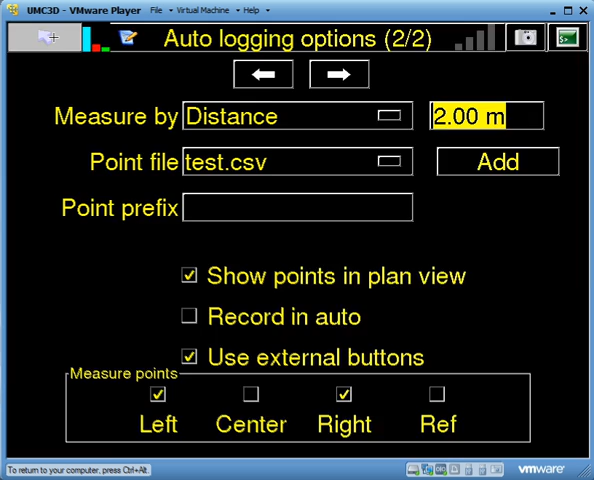 UMC3D - VMware Player File Virtual Machine Help
Auto logging options (2/2)
Measure by Distance 2.00 m
Point file test.csv Add
Point prefix
Show points in plan view
Record in auto
Use external buttons
Measure points
Left Center Right Ref
To return to your computer, press Ctrl+Alt. vmware